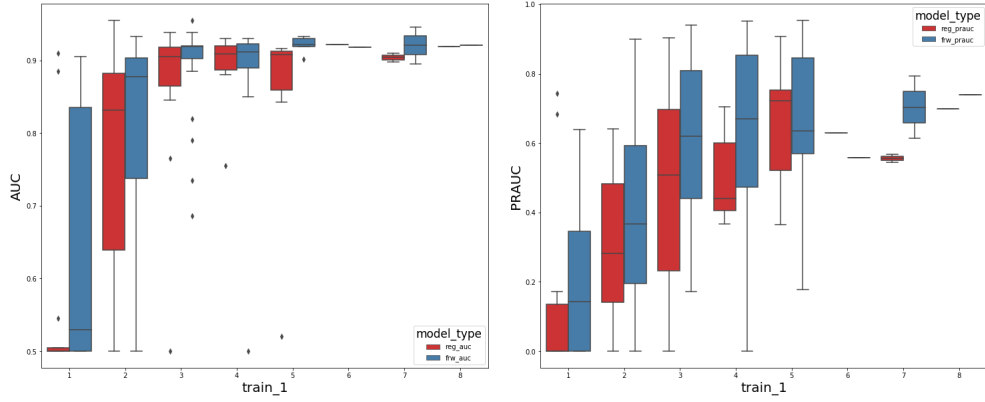 AUC
0.9
0.8
0.7
0.6
0.5
1 2 3 4 5 6 7 8
train_1
model_type
reg_auc
frw_auc
PRAUC
1.0
0.8
0.6
0.4
0.2
0.0
1 2 3 4 5 6 7 8
train_1
model_type
reg_prauc
frw_prauc